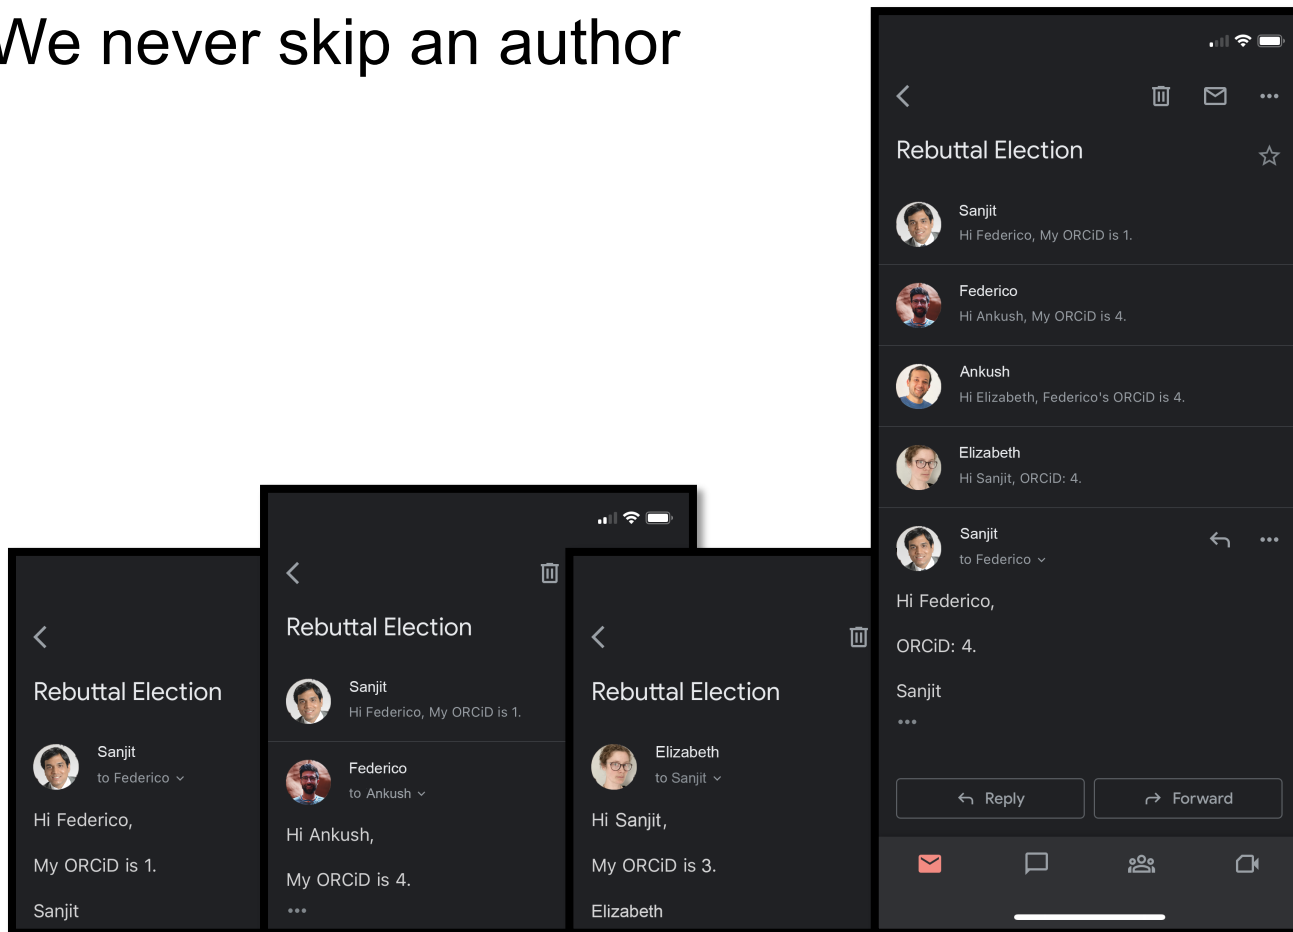 We never skip an author
Rebuttal Election
Sanjit
to Federico
Hi Federico,
My ORCiD is 1.
Sanjit
Rebuttal Election
Sanjit
Hi Federico, My ORCiD is 1.
Federico
to Ankush
Hi Ankush,
My ORCiD is 4.
Rebuttal Election
Elizabeth
to Sanjit
Hi Sanjit,
My ORCiD is 3.
Elizabeth
Rebuttal Election
Sanjit
Hi Federico, My ORCiD is 1.
Federico
Hi Ankush, My ORCiD is 4.
Ankush
Hi Elizabeth, Federico's ORCiD is 4.
Elizabeth
Hi Sanjit, ORCiD: 4.
Sanjit
to Federico
Hi Federico,
ORCiD: 4.
Sanjit
Reply
Forward